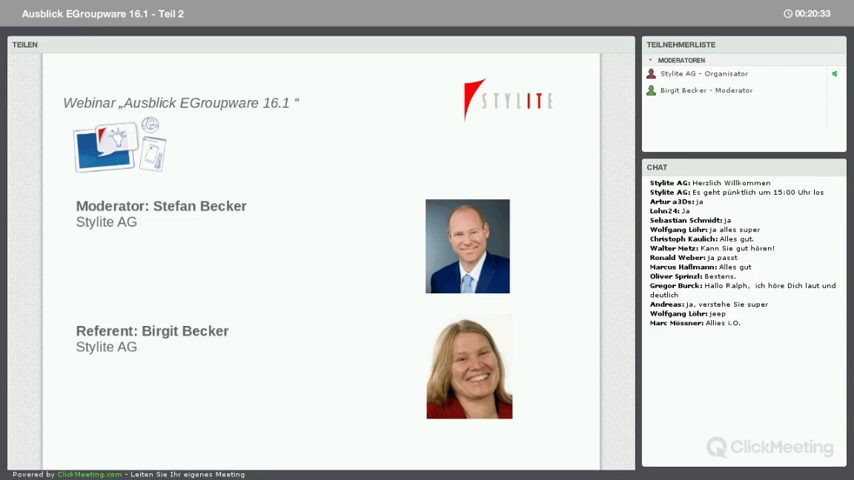 Ausblick EGroupware 16.1 - Teil 2
00:20:33
TEILEN
Webinar „Ausblick EGroupware 16.1 “
STYLITE
Moderator: Stefan Becker
Stylite AG
Referent: Birgit Becker
Stylite AG
TEILNEHMERLISTE
MODERATOREN
Stylite AG - Organisator
Birgit Becker - Moderator
CHAT
Stylite AG: Herzlich Willkommen
Stylite AG: Es geht pünktlich um 15:00 Uhr los
Artur a3Ds: ja
Lohn24: Ja
Sebastian Schmidt: ja
Wolfgang Löhr: ja alles super
Christoph Kaulich: Alles gut.
Walter Metz: Kann Sie gut hören!
Ronald Weber: ja passt
Marcus Haßmann: Alles gut
Oliver Sprinzl: Bestens.
Gregor Burck: Hallo Ralph, ich höre Dich laut und
deutlich
Andreas: ja, verstehe Sie super
Wolfgang Löhr: jeep
Marc Mössner: Allies i.O.
ClickMeeting
Powered by ClickMeeting.com - Leiten Sie Ihr eigenes Meeting